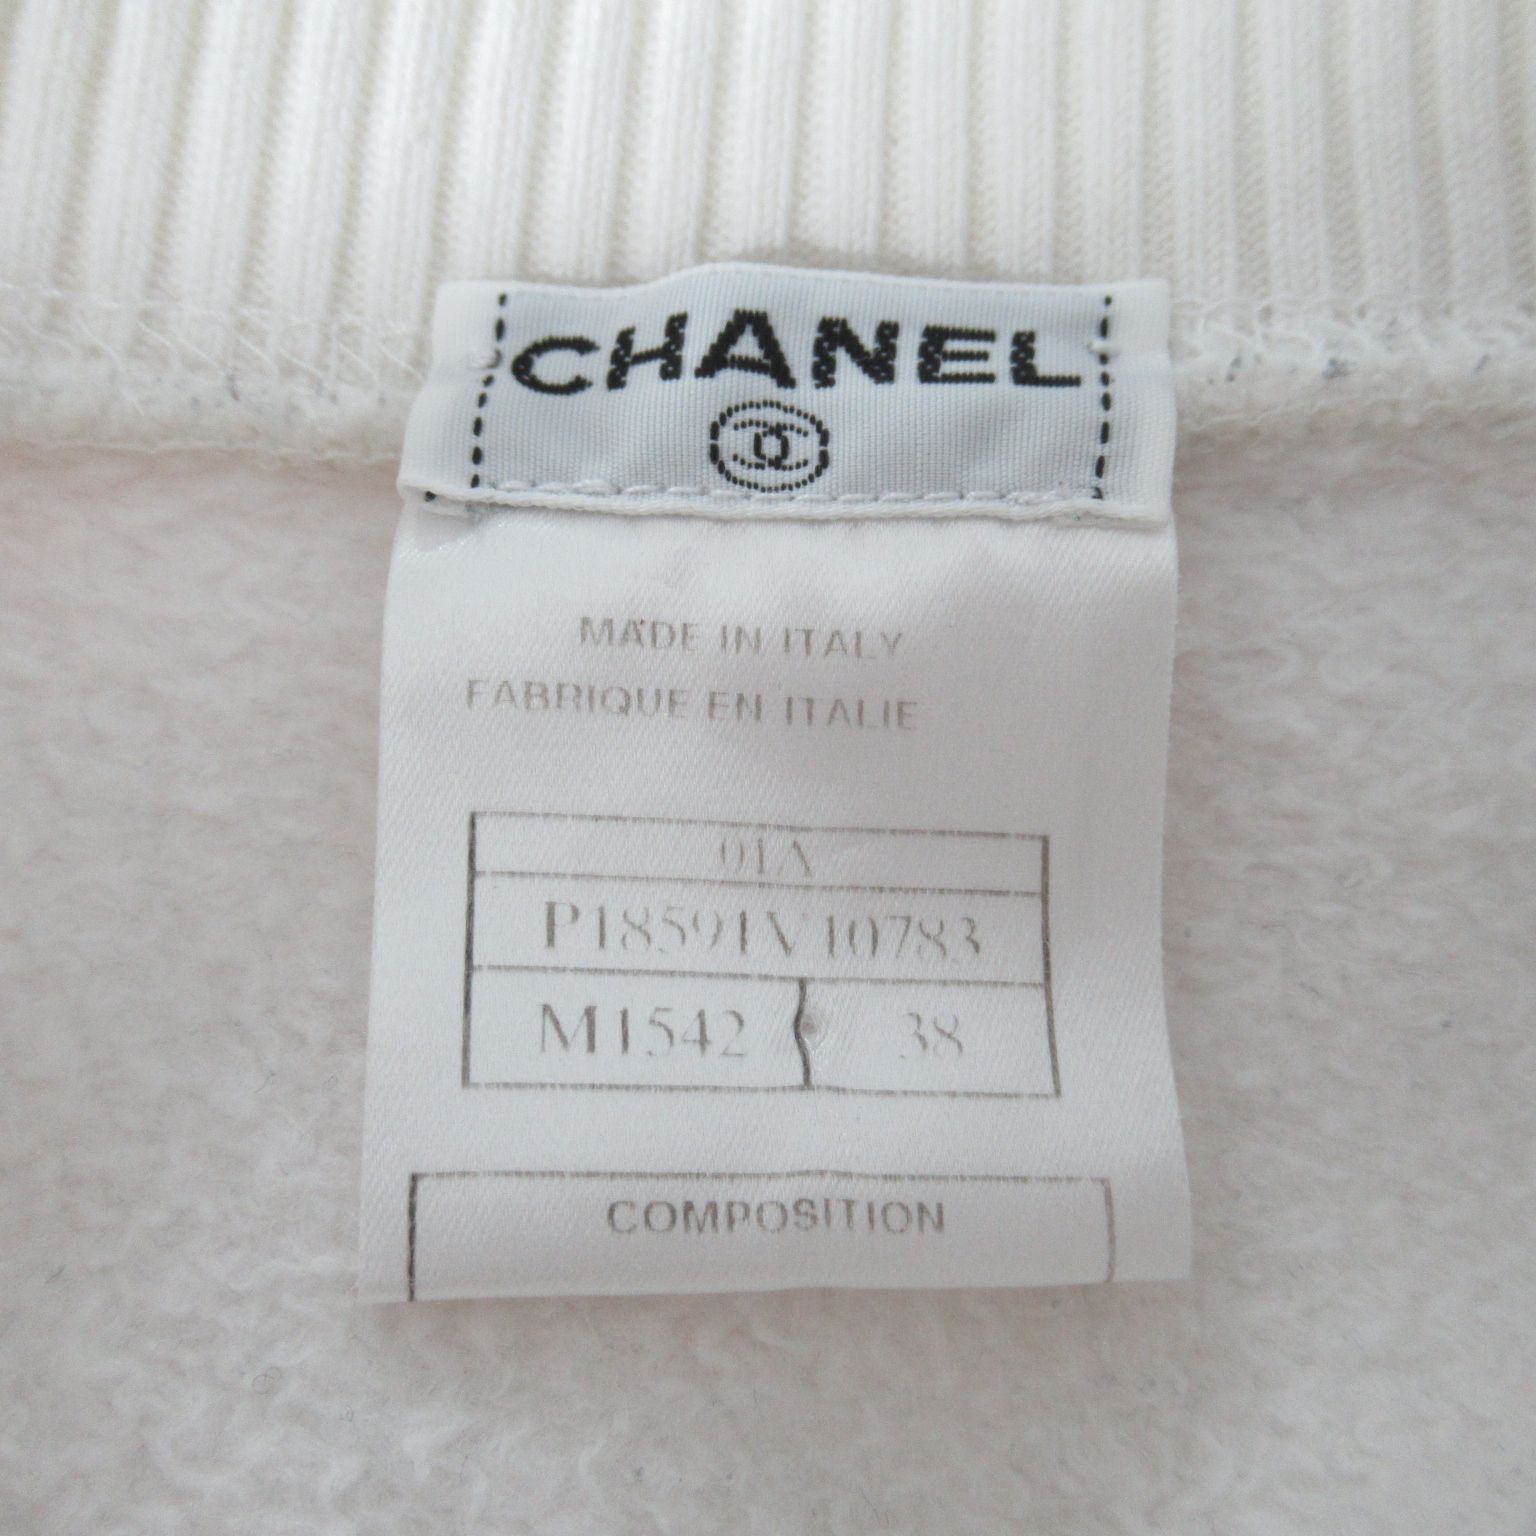 CHANEL
MADE IN ITALY
FABRIQUE EN ITALIE
01A
P18591V10783
M1542 38
COMPOSITION